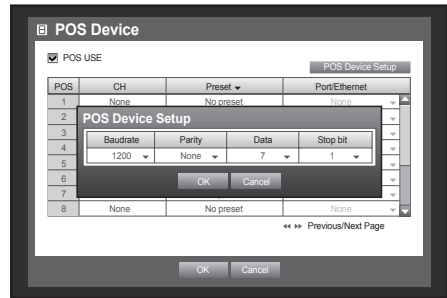 POS Device
POS USE
POS Device Setup
POS CH Preset Port/Ethernet
1 None No preset None
2
POS Device Setup
3
Baudrate Parity Data Stop bit
4
1200 None 7 1
5
6
OK Cancel
7
8 None No preset None
Previous/Next Page
OK Cancel